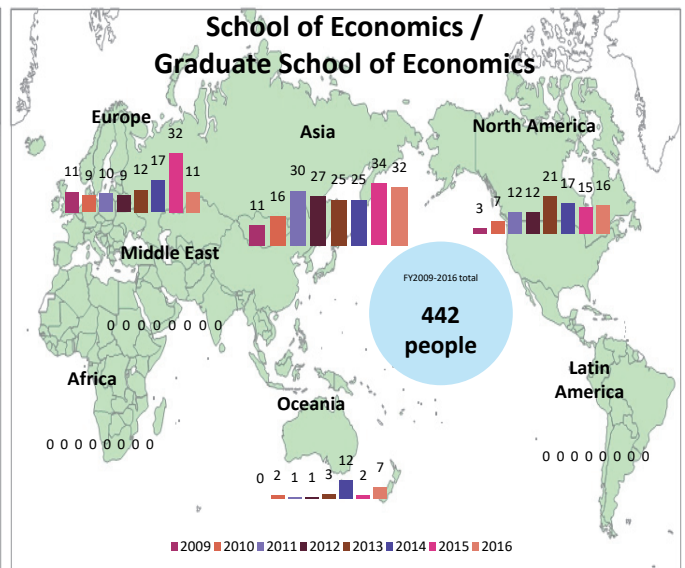 School of Economics /
Graduate School of Economics
Europe
11 9 10 9 12 17 32 11
Asia
11 16 30 27 25 25 34 32
North America
3 7 12 12 21 17 15 16
Middle East
0 0 0 0 0 0 0 0
FY2009-2016 total
442
people
Africa
0 0 0 0 0 0 0 0
Latin
America
0 0 0 0 0 0 0 0
Oceania
0 2 1 1 3 12 2 7
2009 2010 2011 2012 2013 2014 2015 2016